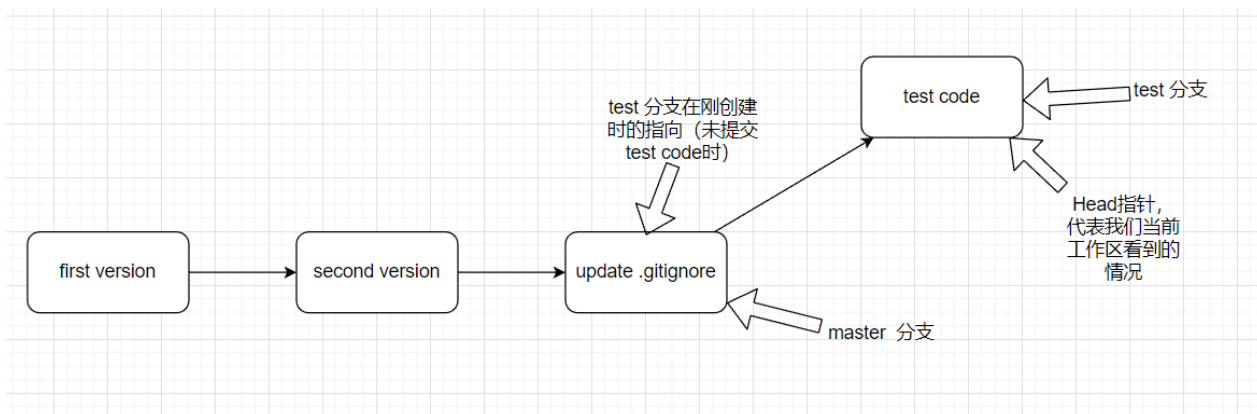 test code
test 分支
test 分支在刚创建
时的指向（未提交
test code时）
Head指针，
代表我们当前
工作区看到的
情况
first version
second version
update .gitignore
master 分支